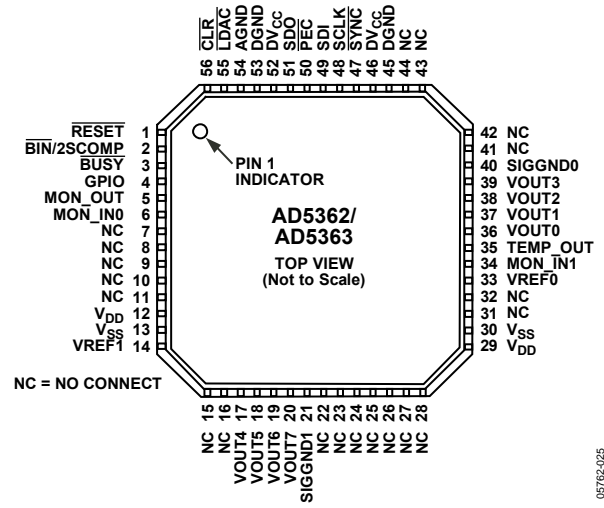 56 CLR
55 LDAC
54 AGND
53 DGND
52 DVCC
51 SDO
50 PEC
49 SDI
48 SCLK
47 SYNC
46 DVCC
45 DGND
44 NC
43 NC
RESET 1
BIN/2SCOMP 2
BUSY 3
GPIO 4
MON_OUT 5
MON_IN0 6
NC 7
NC 8
NC 9
NC 10
NC 11
VDD 12
VSS 13
VREF1 14
PIN 1
INDICATOR
AD5362/
AD5363
TOP VIEW
(Not to Scale)
42 NC
41 NC
40 SIGGND0
39 VOUT3
38 VOUT2
37 VOUT1
36 VOUT0
35 TEMP_OUT
34 MON_IN1
33 VREF0
32 NC
31 NC
30 VSS
29 VDD
NC = NO CONNECT
NC 15
NC 16
VOUT4 17
VOUT5 18
VOUT6 19
VOUT7 20
SIGGND1 21
NC 22
NC 23
NC 24
NC 25
NC 26
NC 27
NC 28
05762-025